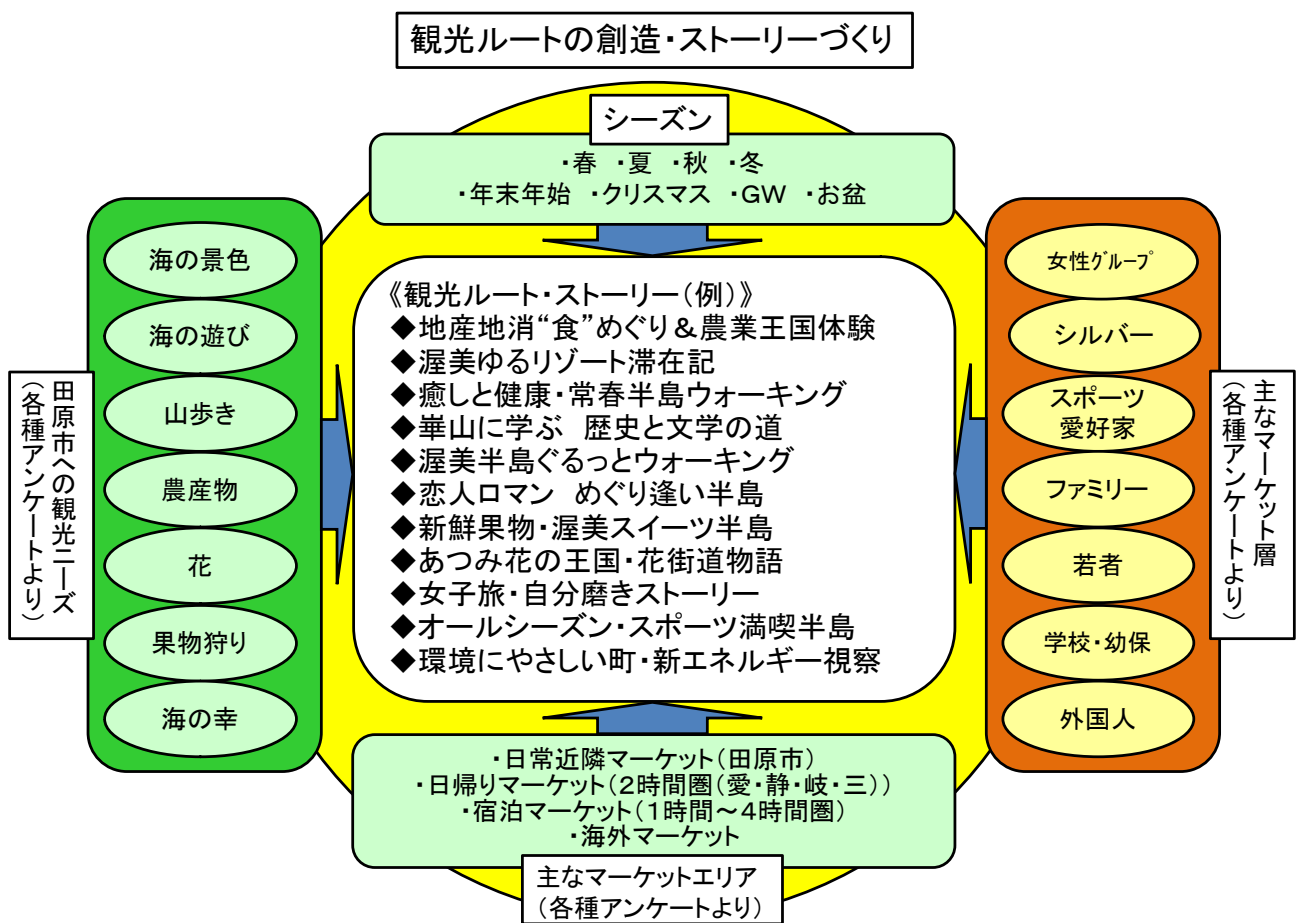 観光ルートの創造・ストーリーづくり
シーズン
・春 ・夏 ・秋 ・冬
・年末年始 ・クリスマス ・GW ・お盆
田原市への観光ニーズ
(各種アンケートより)
海の景色
海の遊び
山歩き
農産物
花
果物狩り
海の幸
《観光ルート・ストーリー(例)》
◆地産地消“食”めぐり&農業王国体験
◆渥美ゆるリゾート滞在記
◆癒しと健康・常春半島ウォーキング
◆崋山に学ぶ 歴史と文学の道
◆渥美半島ぐるっとウォーキング
◆恋人ロマン めぐり逢い半島
◆新鮮果物・渥美スイーツ半島
◆あつみ花の王国・花街道物語
◆女子旅・自分磨きストーリー
◆オールシーズン・スポーツ満喫半島
◆環境にやさしい町・新エネルギー視察
女性グループ
シルバー
スポーツ
愛好家
ファミリー
若者
学校・幼保
外国人
主なマーケット層
(各種アンケートより)
・日常近隣マーケット(田原市)
・日帰りマーケット(2時間圏(愛・静・岐・三))
・宿泊マーケット(1時間~4時間圏)
・海外マーケット
主なマーケットエリア
(各種アンケートより)